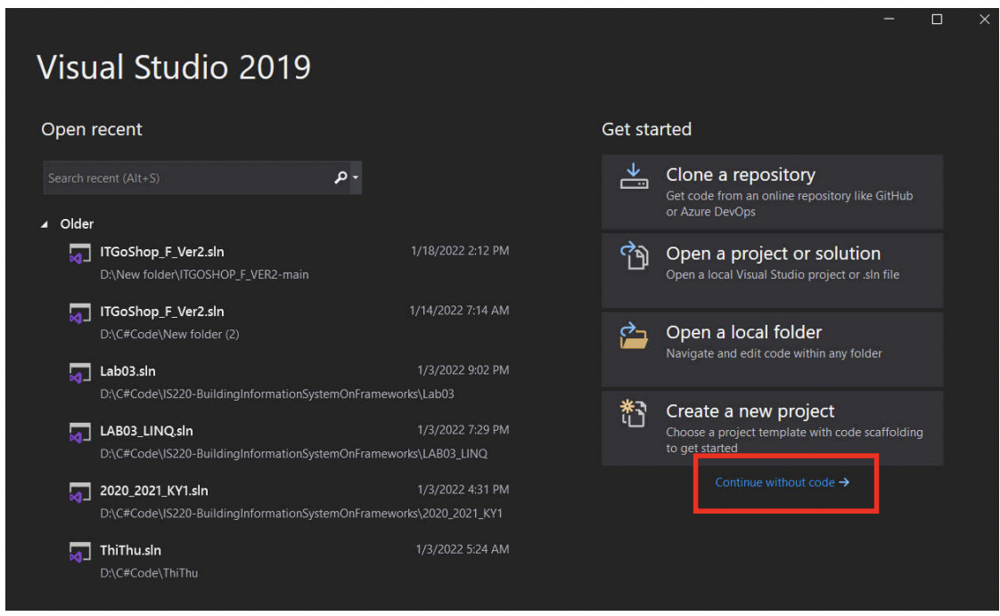 Visual Studio 2019
Open recent
Search recent (Alt+S)
Older
ITGoShop_F_Ver2.sln 1/18/2022 2:12 PM
D:\New folder\ITGOSHOP_F_VER2-main
ITGoShop_F_Ver2.sln 1/14/2022 7:14 AM
D:\C#Code\New folder (2)
Lab03.sln 1/3/2022 9:02 PM
D:\C#Code\IS220-BuildingInformationSystemOnFrameworks\Lab03
LAB03_LINQ.sln 1/3/2022 7:29 PM
D:\C#Code\IS220-BuildingInformationSystemOnFrameworks\LAB03_LINQ
2020_2021_KY1.sln 1/3/2022 4:31 PM
D:\C#Code\IS220-BuildingInformationSystemOnFrameworks\2020_2021_KY1
ThiThu.sln 1/3/2022 5:24 AM
D:\C#Code\ThiThu
Get started
Clone a repository
Get code from an online repository like GitHub
or Azure DevOps
Open a project or solution
Open a local Visual Studio project or .sln file
Open a local folder
Navigate and edit code within any folder
Create a new project
Choose a project template with code scaffolding
to get started
Continue without code →